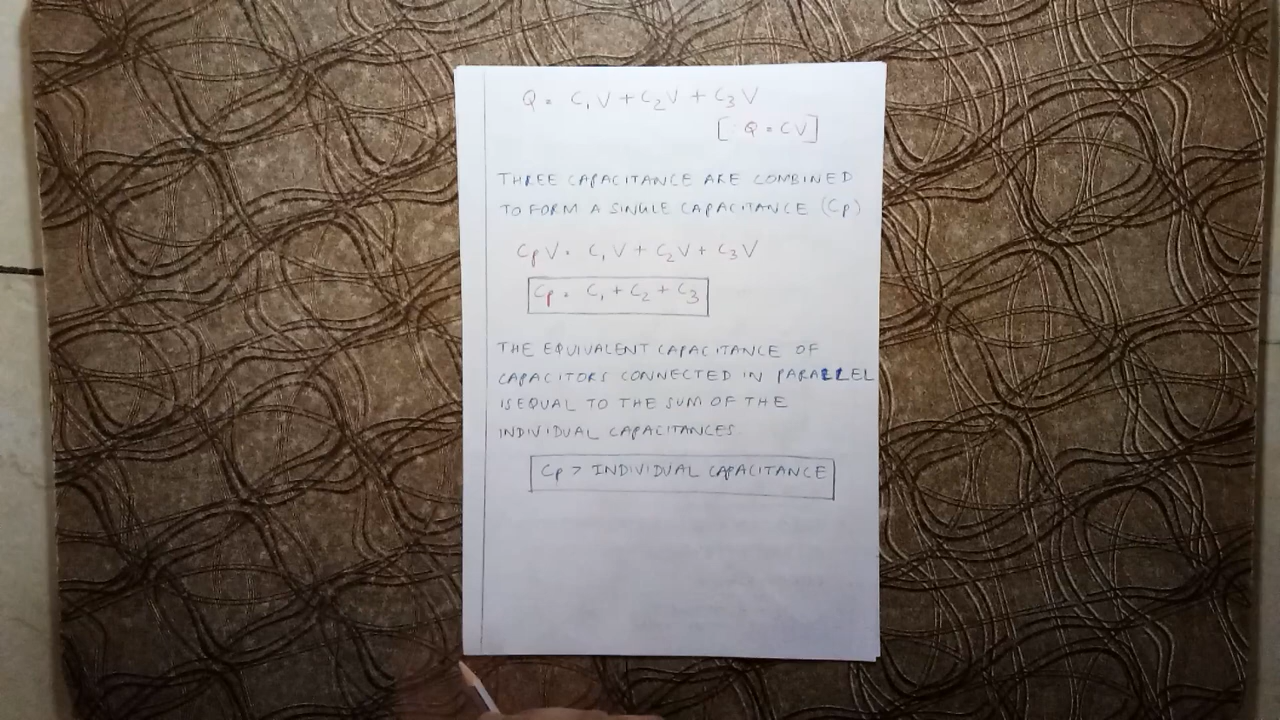 Q = C₁V + C₂V + C₃V
[∵ Q = CV]
THREE CAPACITANCE ARE COMBINED
TO FORM A SINGLE CAPACITANCE (Cp)
CpV = C₁V + C₂V + C₃V
Cp = C₁ + C₂ + C₃
THE EQUIVALENT CAPACITANCE OF
CAPACITORS CONNECTED IN PARALLEL
IS EQUAL TO THE SUM OF THE
INDIVIDUAL CAPACITANCES.
Cp > INDIVIDUAL CAPACITANCE